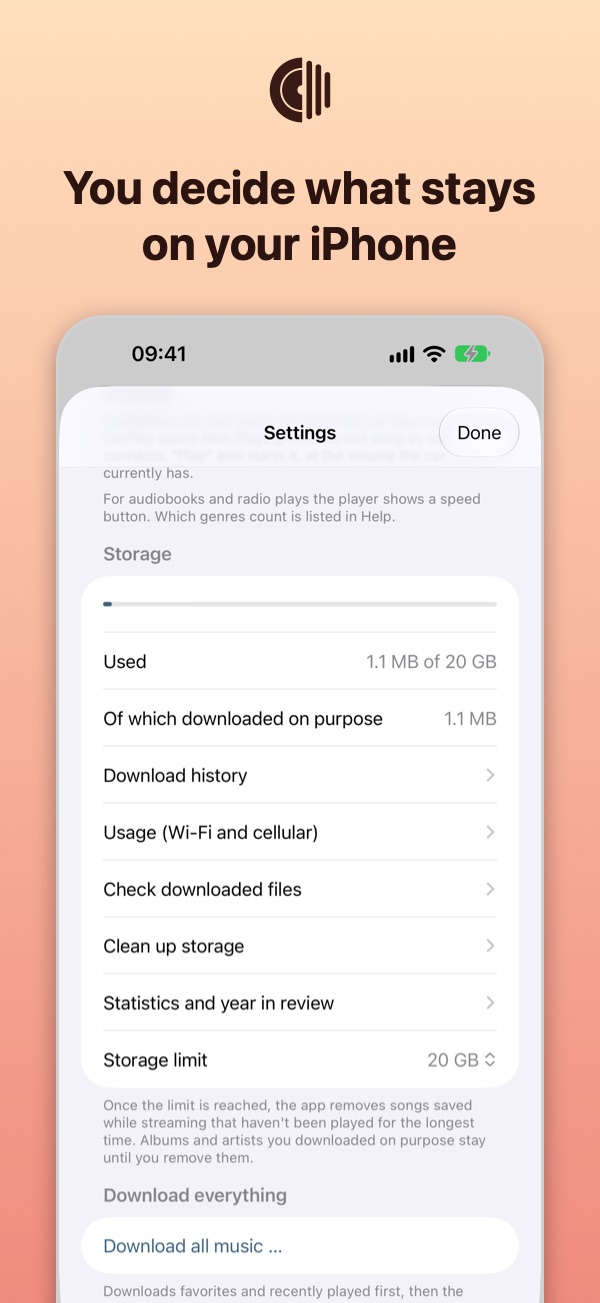 You decide what stays
on your iPhone
09:41
Settings
Done
currently has.
For audiobooks and radio plays the player shows a speed
button. Which genres count is listed in Help.
Storage
Used 1.1 MB of 20 GB
Of which downloaded on purpose 1.1 MB
Download history
Usage (Wi-Fi and cellular)
Check downloaded files
Clean up storage
Statistics and year in review
Storage limit 20 GB
Once the limit is reached, the app removes songs saved
while streaming that haven't been played for the longest
time. Albums and artists you downloaded on purpose stay
until you remove them.
Download everything
Download all music ...
Downloads favorites and recently played first, then the